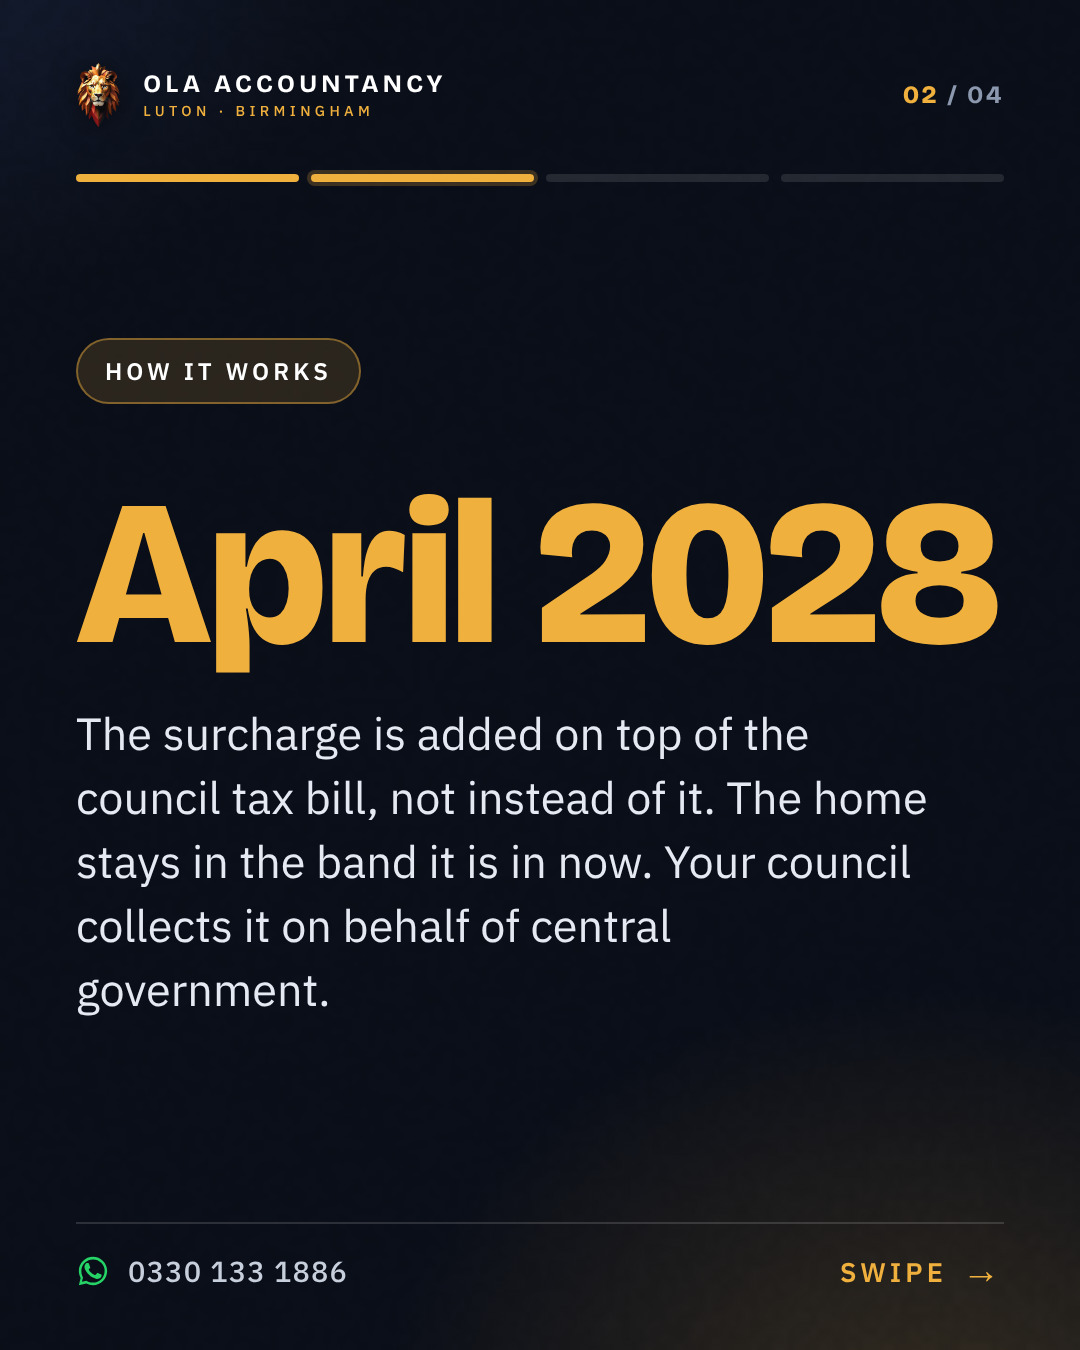 OLA ACCOUNTANCY
LUTON · BIRMINGHAM
02 / 04
HOW IT WORKS
April 2028
The surcharge is added on top of the
council tax bill, not instead of it. The home
stays in the band it is in now. Your council
collects it on behalf of central
government.
0330 133 1886
SWIPE →